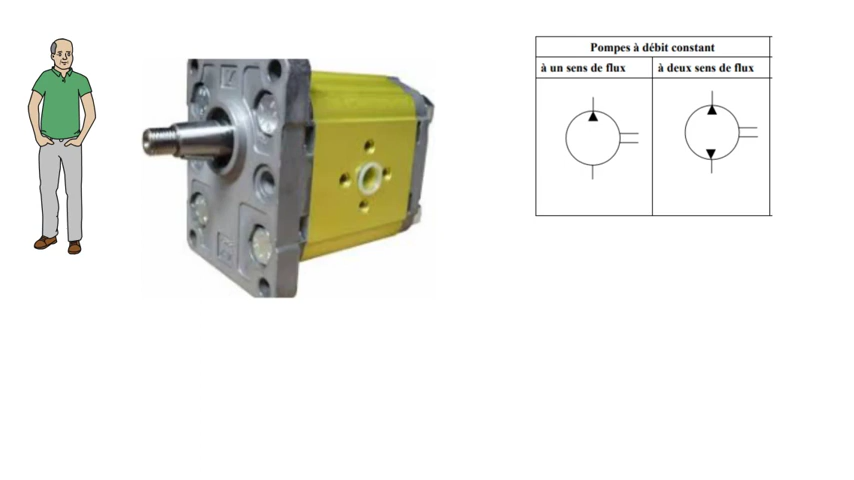 Pompes à débit constant
à un sens de flux
à deux sens de flux